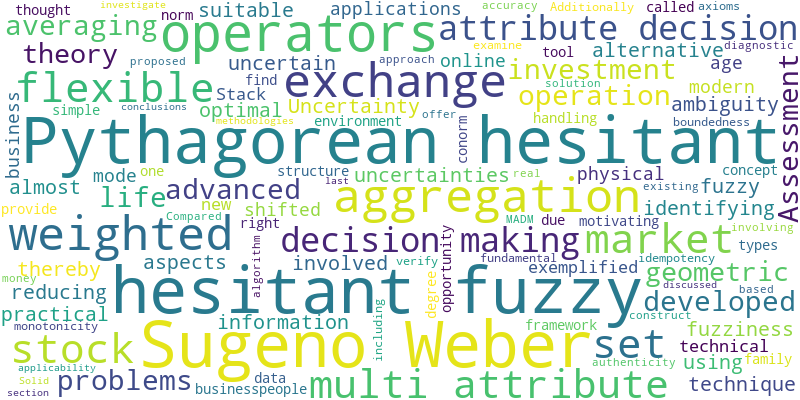 thought investigate norm suitable applications called accuracy Additionally axioms
averaging operators attribute decision
theory proposed uncertain find approach online examine tool alternative diagnostic
flexible Stack exchange investment age modern
conclusions optimal Uncertainty solution operation ambiguity
simple methodologies environment offer conorm handling boundedness
business Pythagorean hesitant Assessment
almost mode one structure last uncertainties real physical concept
life advanced aggregation existing fuzzy identifying
provide new shifted Compared right MADM due motivating involving types
weighted algorithm decision making market
thereby aspects verify opportunity fundamental idempotency
money involved degree exemplified discussed based geometric
reducing hesitant fuzzy developed
practical information including framework construct fuzziness
monotonicity Sugeno Weber set technical
stock authenticity using family
applicability Solid section problems data businesspeople multi attribute technique